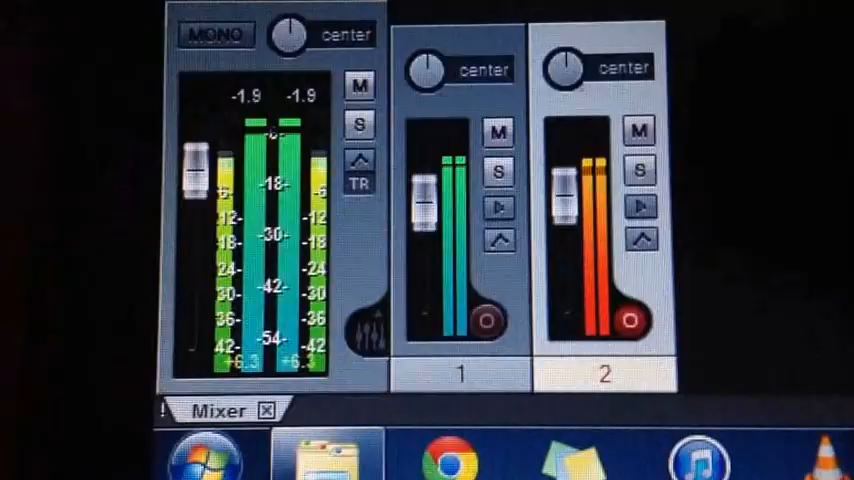 MONO center
center
center
-1.9 -1.9
M
S
TR
M
S
M
S
-6-
-18-
-30-
-42-
-54-
6-
12-
18-
24-
30-
36-
42-
-6
-12
-18
-24
-30
-36
-42
+6.3 +6.3
1
2
! Mixer